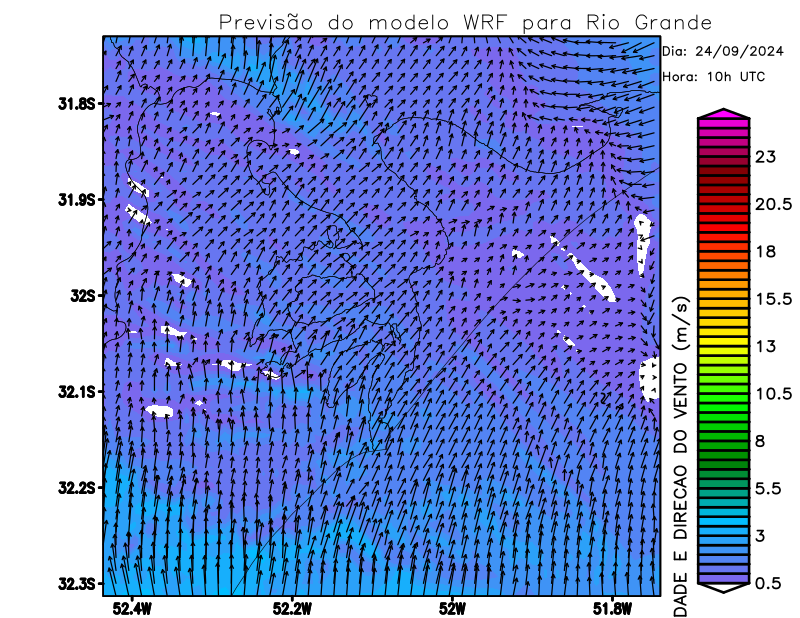 Previsão do modelo WRF para Rio Grande
Dia: 24/09/2024
Hora: 10h UTC
31.8S
31.9S
32S
32.1S
32.2S
32.3S
52.4W
52.2W
52W
51.8W
23
20.5
18
15.5
13
10.5
8
5.5
3
0.5
DADE E DIRECAO DO VENTO (m/s)